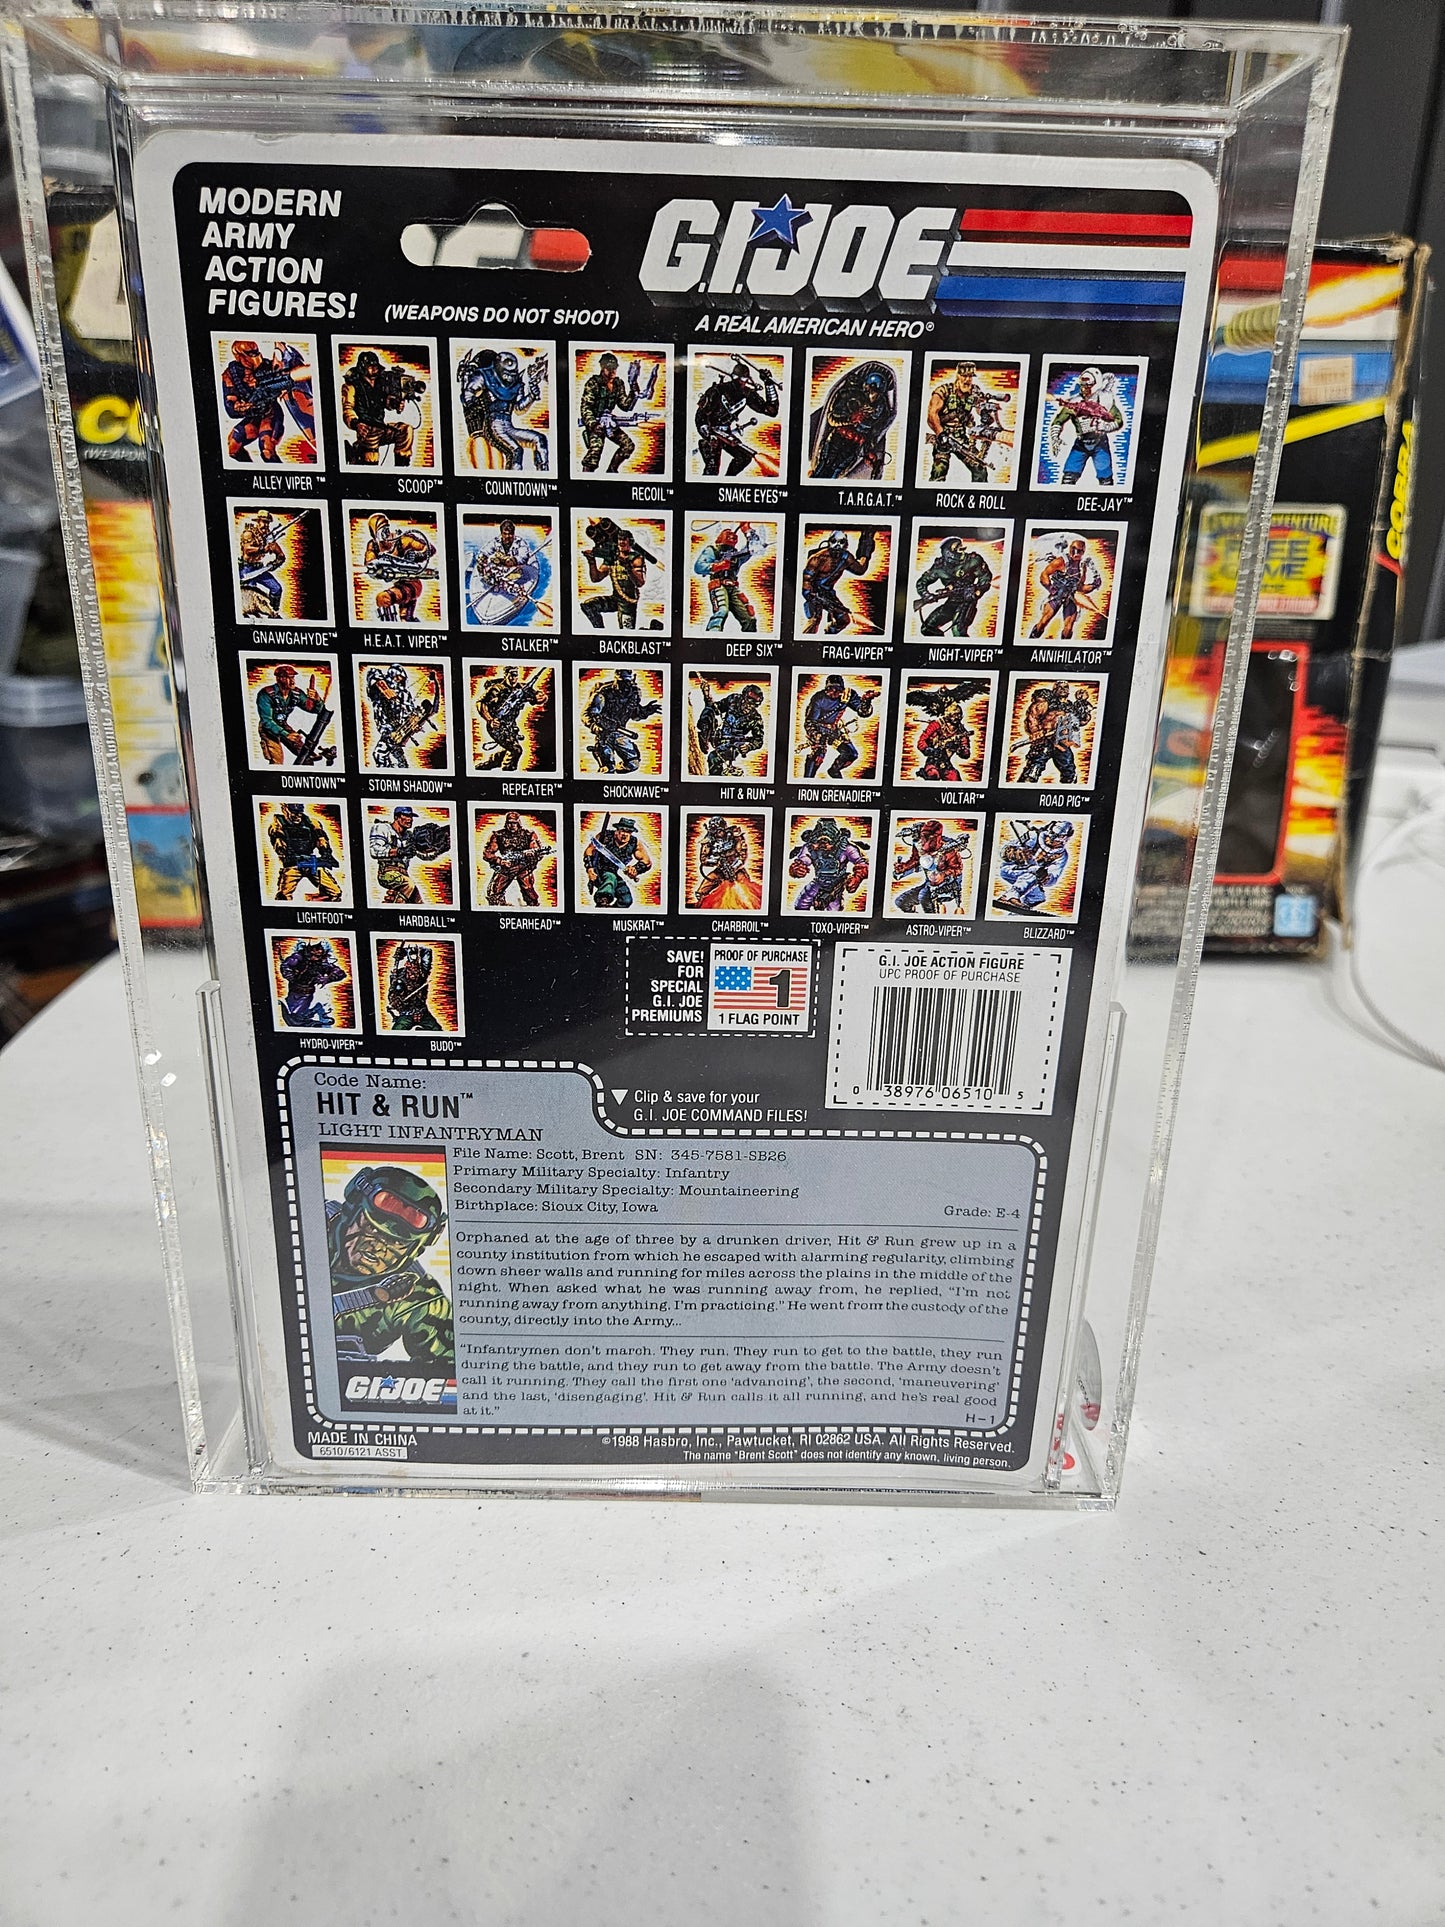 MODERN
ARMY
ACTION
FIGURES!
(WEAPONS DO NOT SHOOT)
G.I. JOE
A REAL AMERICAN HERO®
ALLEY VIPER™ SCOOP™ COUNTDOWN™ RECOIL™ SNAKE EYES™ T.A.R.G.A.T.™ ROCK & ROLL DEE-JAY™
GNAWGAHYDE™ H.E.A.T. VIPER™ STALKER™ BACKBLAST™ DEEP SIX™ FRAG-VIPER™ NIGHT-VIPER™ ANNIHILATOR™
DOWNTOWN™ STORM SHADOW™ REPEATER™ SHOCKWAVE™ HIT & RUN™ IRON GRENADIER™ VOLTAR™ ROAD PIG™
LIGHTFOOT™ HARDBALL™ SPEARHEAD™ MUSKRAT™ CHARBROIL™ TOXO-VIPER™ ASTRO-VIPER™ BLIZZARD™
HYDRO-VIPER™ BUDO™
SAVE!
FOR
SPECIAL
G.I. JOE
PREMIUMS
PROOF OF PURCHASE
1
1 FLAG POINT
G.I. JOE ACTION FIGURE
UPC PROOF OF PURCHASE
0 38976 06510 5
Clip & save for your
G.I. JOE COMMAND FILES!
Code Name:
HIT & RUN™
LIGHT INFANTRYMAN
File Name: Scott, Brent SN: 345-7581-SB26
Primary Military Specialty: Infantry
Secondary Military Specialty: Mountaineering
Birthplace: Sioux City, Iowa Grade: E-4
Orphaned at the age of three by a drunken driver, Hit & Run grew up in a
county institution from which he escaped with alarming regularity, climbing
down sheer walls and running for miles across the plains in the middle of the
night. When asked what he was running away from, he replied, "I'm not
running away from anything, I'm practicing." He went from the custody of the
county, directly into the Army...
"Infantrymen don't march. They run. They run to get to the battle, they run
during the battle, and they run to get away from the battle. The Army doesn't
call it running. They call the first one 'advancing', the second, 'maneuvering'
and the last, 'disengaging'. Hit & Run calls it all running, and he's real good
at it."
H-1
G.I. JOE
MADE IN CHINA
6510/6121 ASST.
©1988 Hasbro, Inc., Pawtucket, RI 02862 USA. All Rights Reserved.
The name "Brent Scott" does not identify any known, living person.
COBRA
FREE
GAME